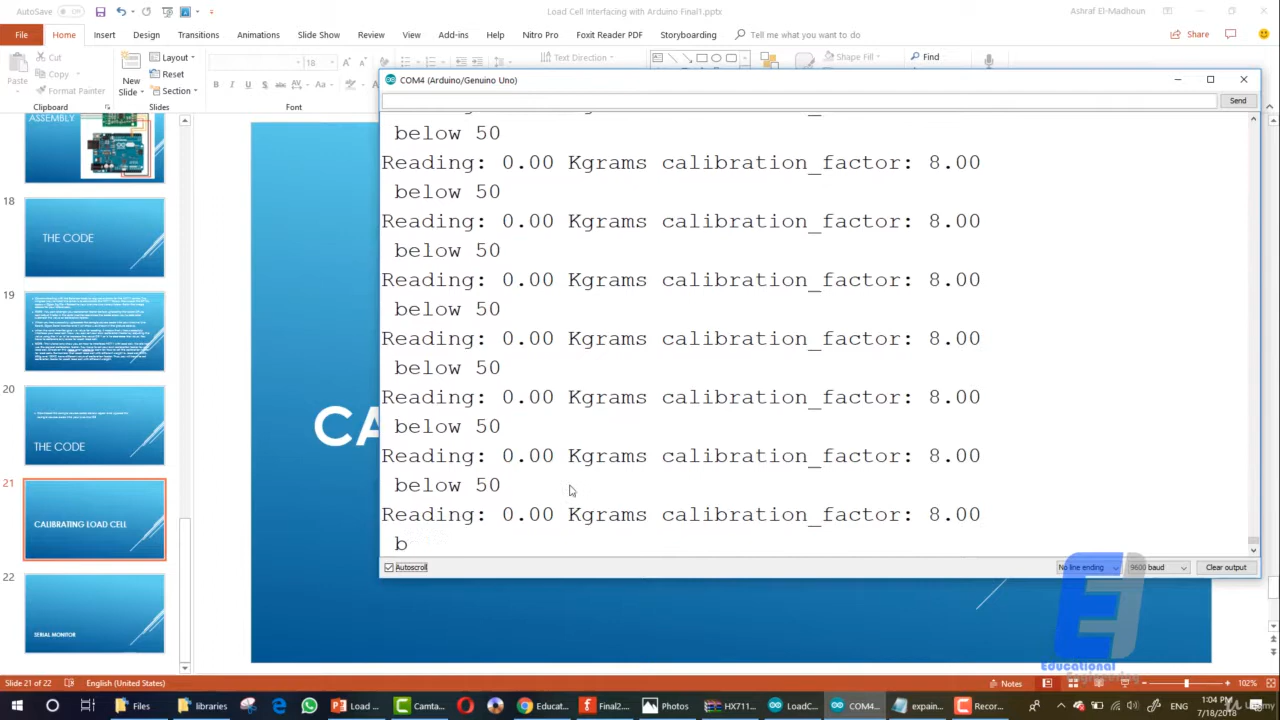 AutoSave Off
Load Cell Interfacing with Arduino Final1.pptx
Ashraf El-Madhoun
File Home Insert Design Transitions Animations Slide Show Review View Add-ins Help Nitro Pro Foxit Reader PDF Storyboarding Tell me what you want to do Share
Paste Cut Copy Format Painter
New Slide Layout Reset Section
18
Text Direction Shape Fill Find
Clipboard Slides Font
COM4 (Arduino/Genuino Uno)
Send
below 50
Reading: 0.00 Kgrams calibration_factor: 8.00
below 50
Reading: 0.00 Kgrams calibration_factor: 8.00
below 50
Reading: 0.00 Kgrams calibration_factor: 8.00
below 50
Reading: 0.00 Kgrams calibration_factor: 8.00
below 50
Reading: 0.00 Kgrams calibration_factor: 8.00
below 50
Reading: 0.00 Kgrams calibration_factor: 8.00
below 50
Reading: 0.00 Kgrams calibration_factor: 8.00
b
Autoscroll No line ending 9600 baud Clear output
ASSEMBLY
18
THE CODE
19
20
THE CODE
21
CALIBRATING LOAD CELL
22
SERIAL MONITOR
CA
Educational
Engineering
Slide 21 of 22 English (United States) Notes 102%
Files libraries Load ... Camta... Educat... Final2.... Photos HX711... LoadC... COM4... expain... Recor...
ENG 1:04 PM
7/18/2018
Udemy